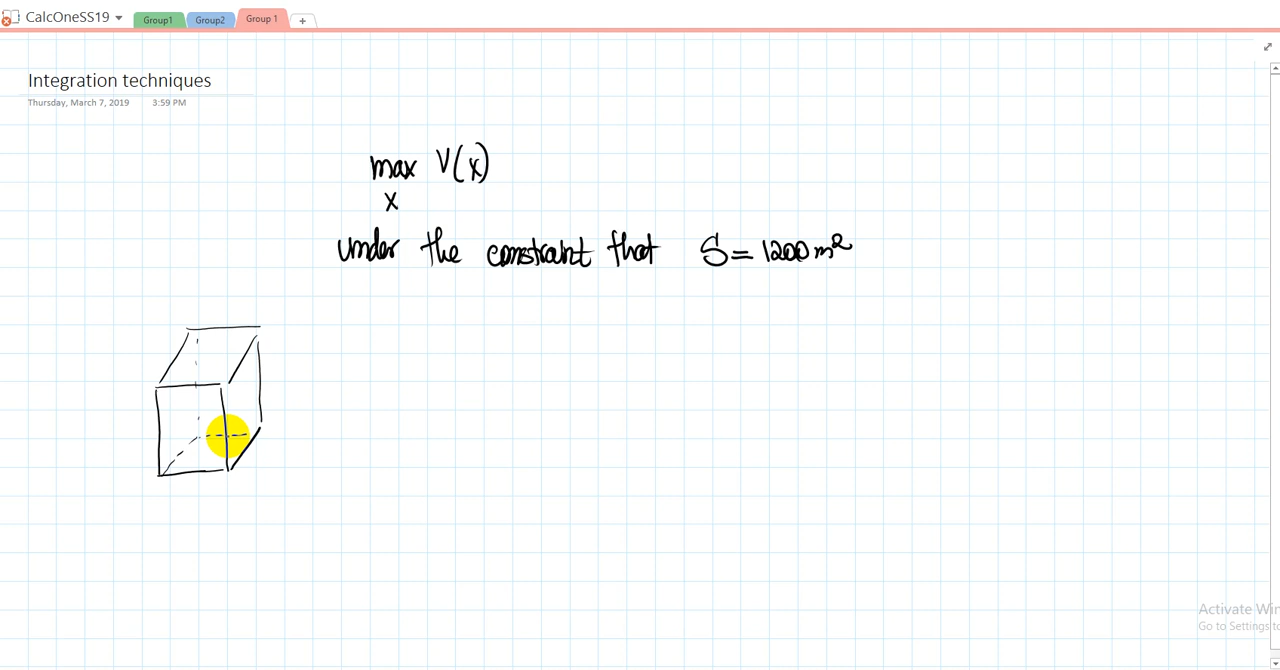 CalcOneSS19
Group1
Group2
Group 1
+
Integration techniques
Thursday, March 7, 2019 3:59 PM
max V(x)
x
under the constraint that S = 1200 m²
Activate Win
Go to Settings to